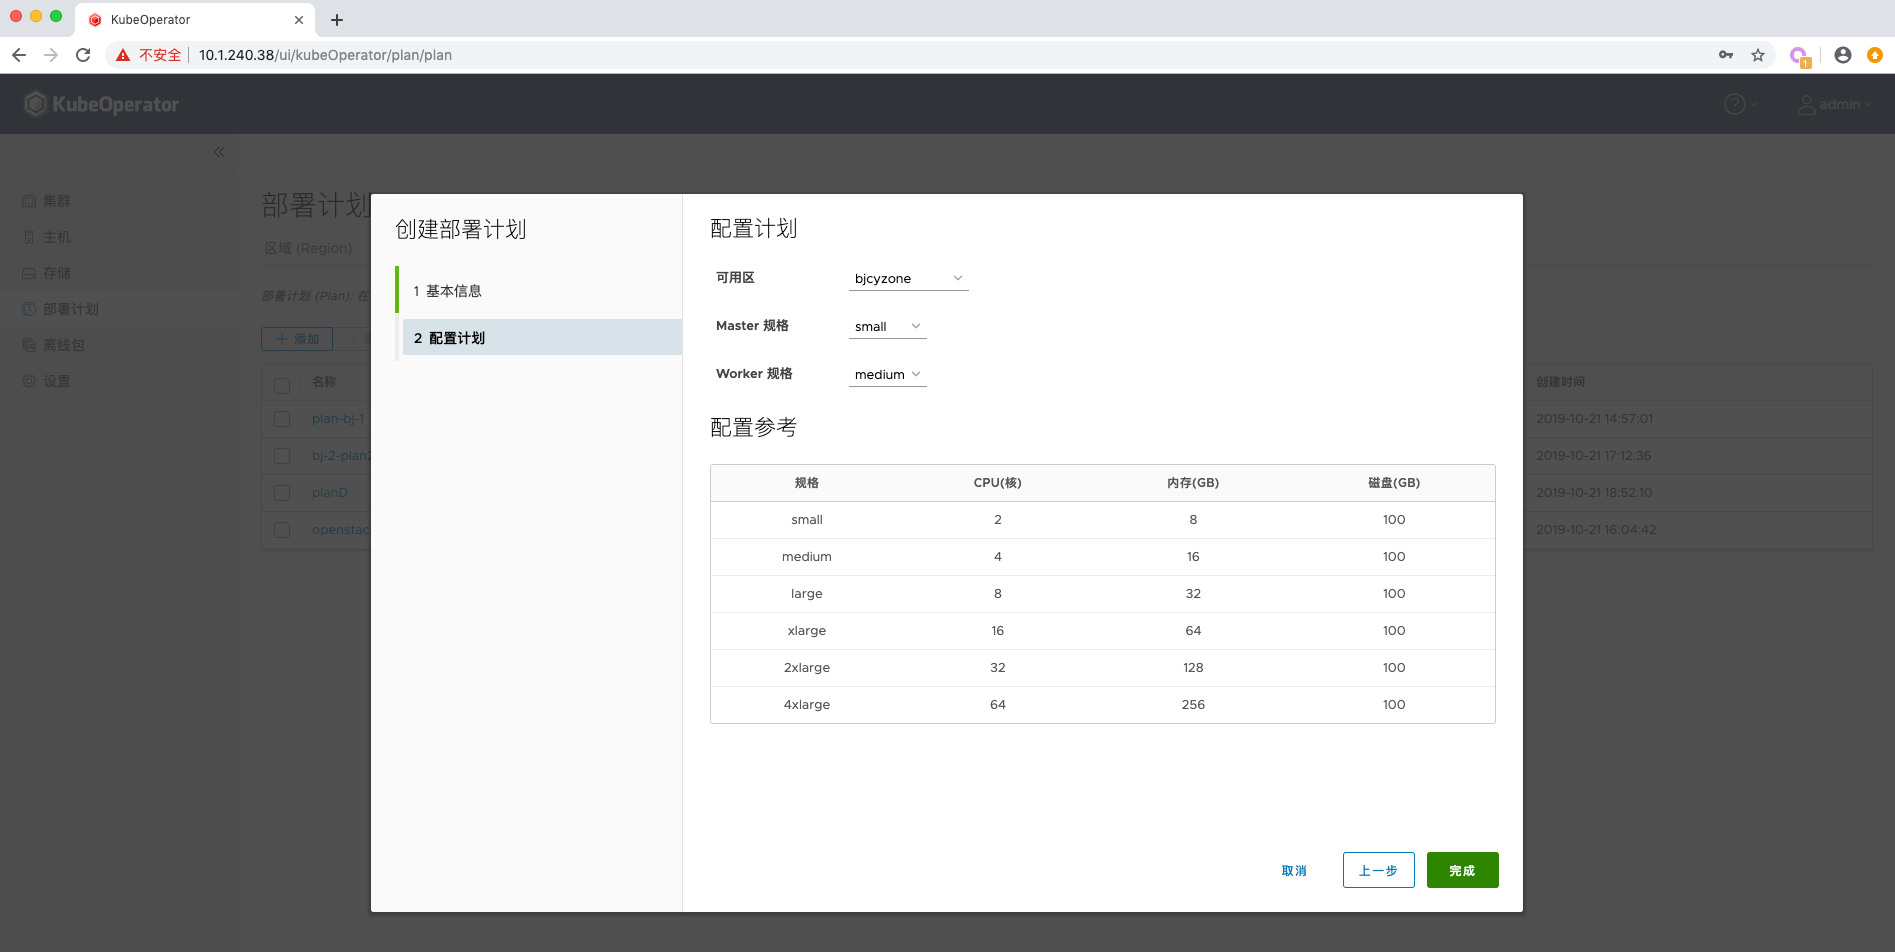 KubeOperator
不安全 10.1.240.38/ui/kubeOperator/plan/plan
1
KubeOperator
? admin
集群
主机
存储
部署计划
离线包
设置
部署计划
区域 (Region)
部署计划 (Plan): 在
添加
名称 创建时间
plan-bj-1 2019-10-21 14:57:01
bj-2-plan2 2019-10-21 17:12:36
planD 2019-10-21 18:52:10
openstac 2019-10-21 16:04:42
创建部署计划
1 基本信息
2 配置计划
配置计划
可用区 bjcyzone
Master 规格 small
Worker 规格 medium
配置参考
规格 CPU(核) 内存(GB) 磁盘(GB)
small 2 8 100
medium 4 16 100
large 8 32 100
xlarge 16 64 100
2xlarge 32 128 100
4xlarge 64 256 100
取消 上一步 完成